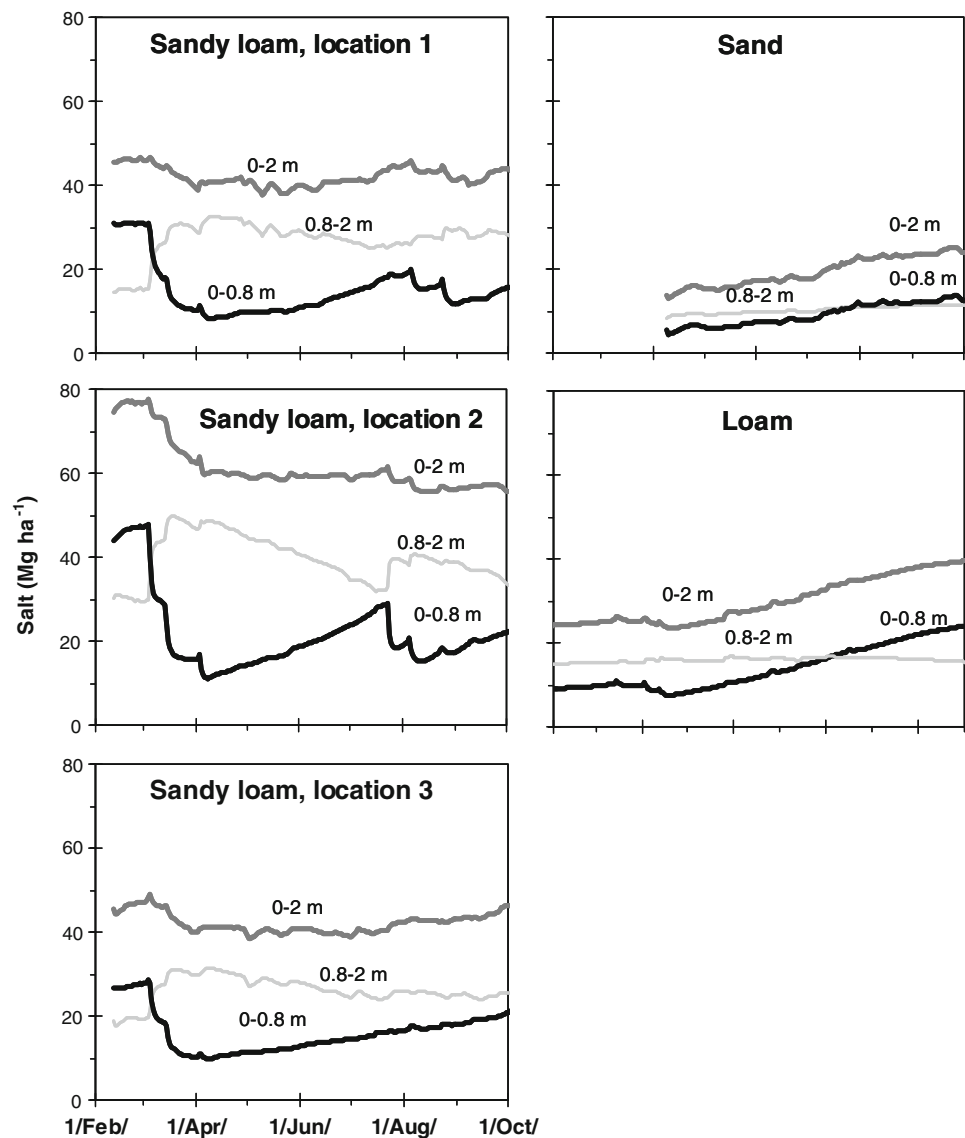 80
60
40
20
0
Sandy loam, location 1
0-2 m
0.8-2 m
0-0.8 m
Sand
0-2 m
0-0.8 m
0.8-2 m
Salt (Mg ha⁻¹)
80
60
40
20
0
Sandy loam, location 2
0-2 m
0.8-2 m
0-0.8 m
Loam
0-2 m
0-0.8 m
0.8-2 m
80
60
40
20
0
Sandy loam, location 3
0-2 m
0.8-2 m
0-0.8 m
1/Feb/ 1/Apr/ 1/Jun/ 1/Aug/ 1/Oct/